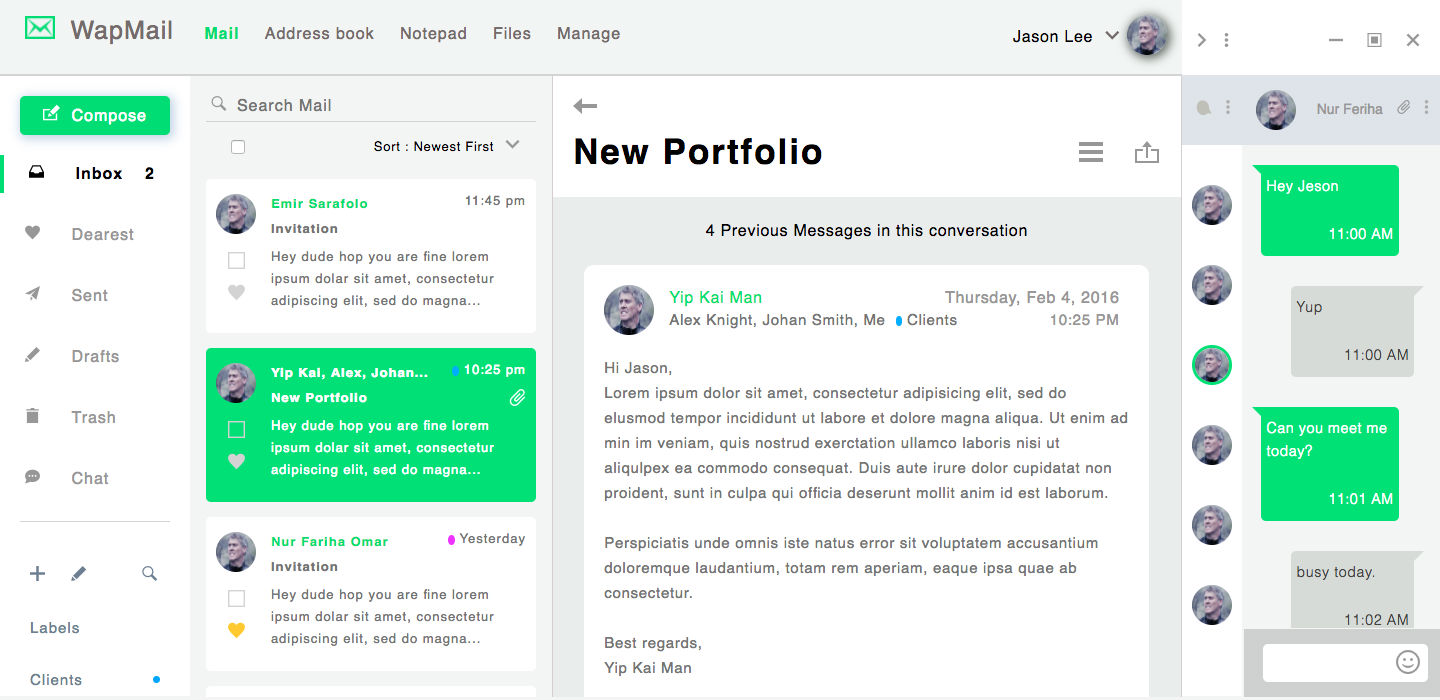 WapMail
Mail Address book Notepad Files Manage
Jason Lee
Compose
Inbox 2
Dearest
Sent
Drafts
Trash
Chat
Labels
Clients
Search Mail
Sort : Newest First
Emir Sarafolo 11:45 pm
Invitation
Hey dude hop you are fine lorem
ipsum dolar sit amet, consectetur
adipiscing elit, sed do magna...
Yip Kai, Alex, Johan... 10:25 pm
New Portfolio
Hey dude hop you are fine lorem
ipsum dolar sit amet, consectetur
adipiscing elit, sed do magna...
Nur Fariha Omar Yesterday
Invitation
Hey dude hop you are fine lorem
ipsum dolar sit amet, consectetur
adipiscing elit, sed do magna...
New Portfolio
4 Previous Messages in this conversation
Yip Kai Man Thursday, Feb 4, 2016
Alex Knight, Johan Smith, Me Clients 10:25 PM
Hi Jason,
Lorem ipsum dolor sit amet, consectetur adipisicing elit, sed do
elusmod tempor incididunt ut labore et dolore magna aliqua. Ut enim ad
min im veniam, quis nostrud exerctation ullamco laboris nisi ut
aliqulpex ea commodo consequat. Duis aute irure dolor cupidatat non
proident, sunt in culpa qui officia deserunt mollit anim id est laborum.
Perspiciatis unde omnis iste natus error sit voluptatem accusantium
doloremque laudantium, totam rem aperiam, eaque ipsa quae ab
consectetur.
Best regards,
Yip Kai Man
Nur Feriha
Hey Jeson
11:00 AM
Yup
11:00 AM
Can you meet me
today?
11:01 AM
busy today.
11:02 AM